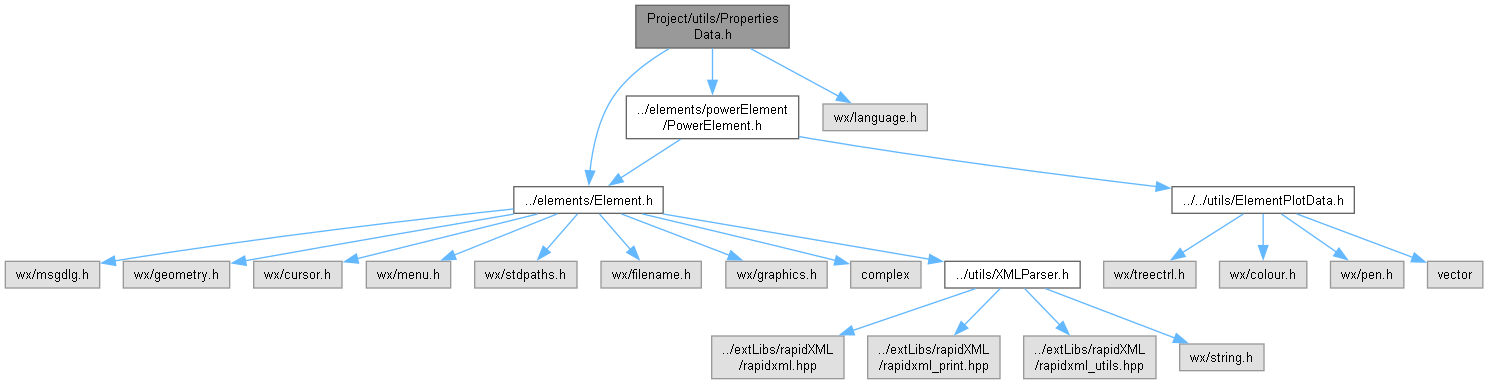 Project/utils/Properties
Data.h
../elements/powerElement
/PowerElement.h
wx/language.h
../elements/Element.h
../../utils/ElementPlotData.h
wx/msgdlg.h
wx/geometry.h
wx/cursor.h
wx/menu.h
wx/stdpaths.h
wx/filename.h
wx/graphics.h
complex
../utils/XMLParser.h
wx/treectrl.h
wx/colour.h
wx/pen.h
vector
../extLibs/rapidXML
/rapidxml.hpp
../extLibs/rapidXML
/rapidxml_print.hpp
../extLibs/rapidXML
/rapidxml_utils.hpp
wx/string.h